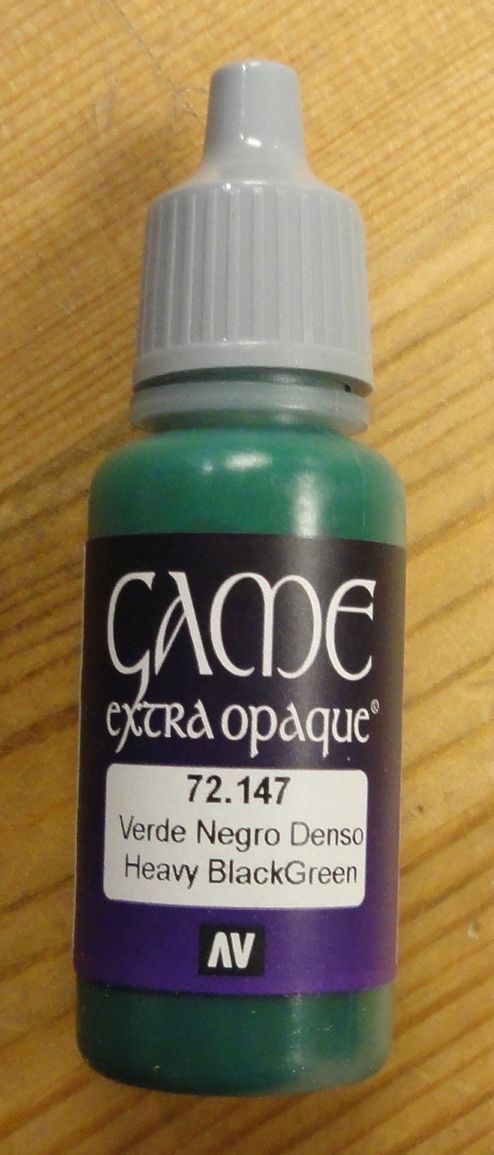 GAME
extra opaque®
72.147
Verde Negro Denso
Heavy BlackGreen
AV